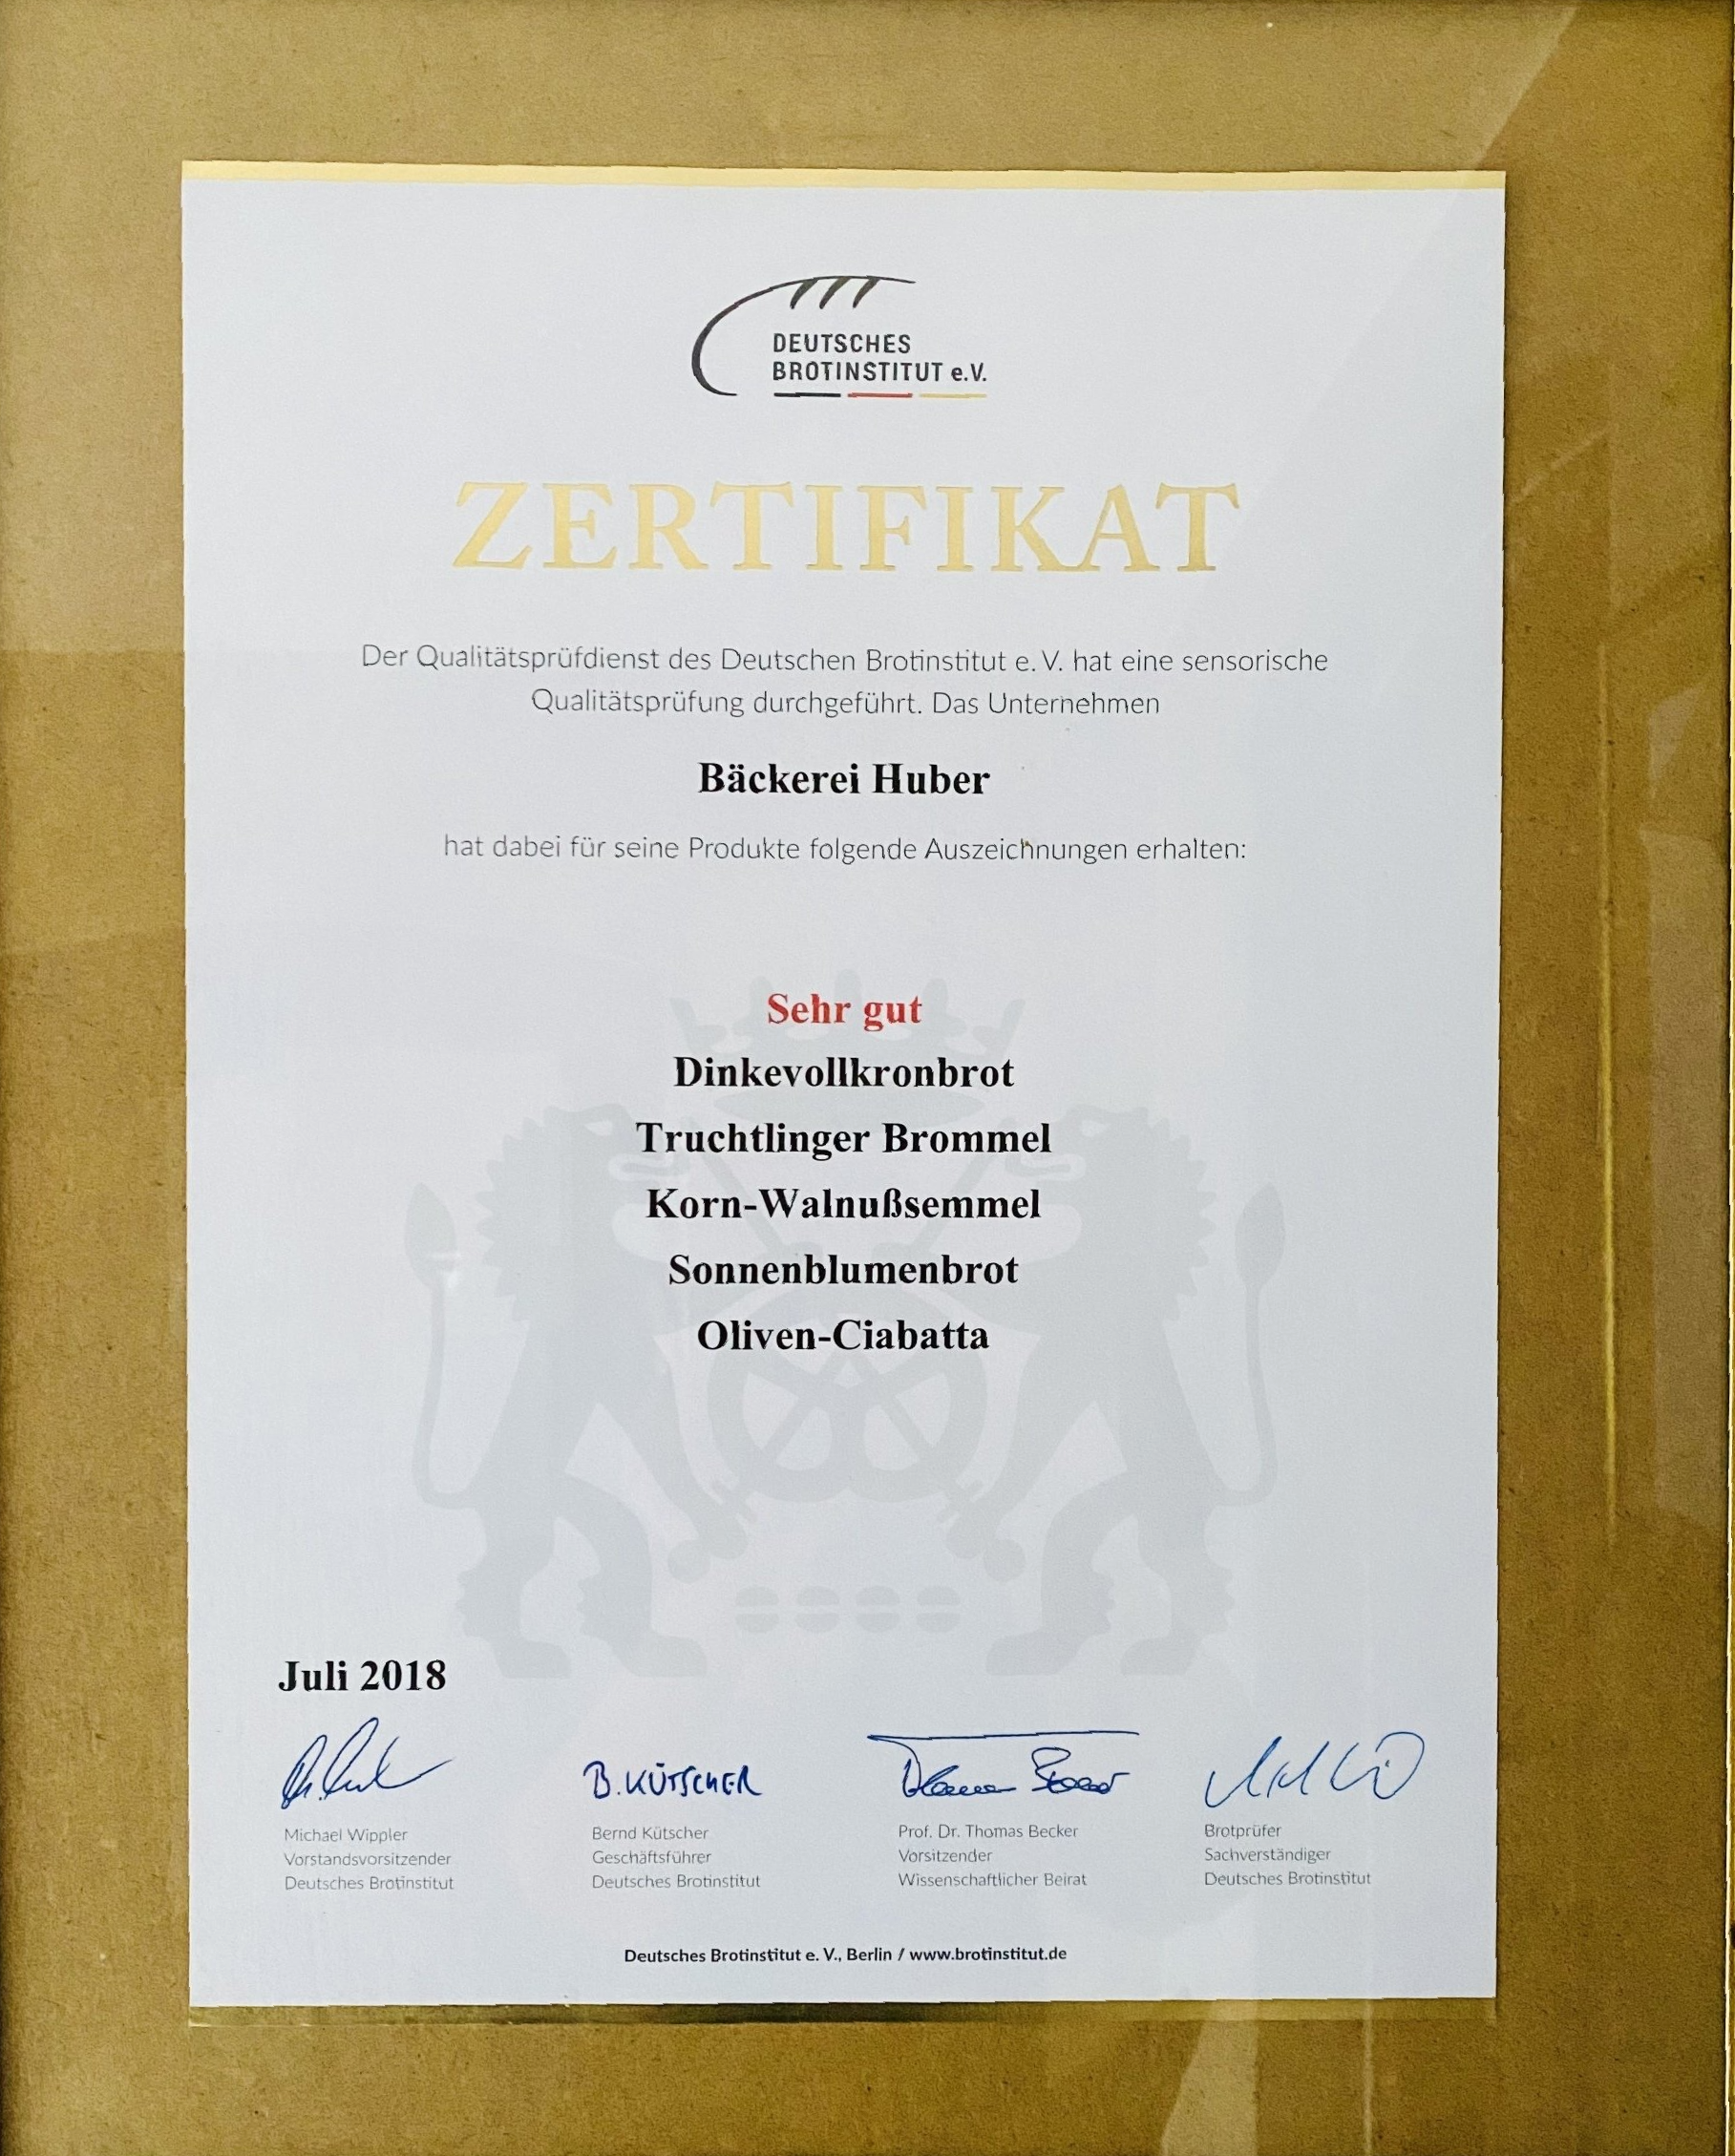 DEUTSCHES
BROTINSTITUT e.V.
ZERTIFIKAT
Der Qualitätsprüfdienst des Deutschen Brotinstitut e. V. hat eine sensorische
Qualitätsprüfung durchgeführt. Das Unternehmen
Bäckerei Huber
hat dabei für seine Produkte folgende Auszeichnungen erhalten:
Sehr gut
Dinkevollkronbrot
Truchtlinger Brommel
Korn-Walnußsemmel
Sonnenblumenbrot
Oliven-Ciabatta
Juli 2018
B. KÜTSCHER
Michael Wippler
Vorstandsvorsitzender
Deutsches Brotinstitut
Bernd Kütscher
Geschäftsführer
Deutsches Brotinstitut
Prof. Dr. Thomas Becker
Vorsitzender
Wissenschaftlicher Beirat
Brotprüfer
Sachverständiger
Deutsches Brotinstitut
Deutsches Brotinstitut e. V., Berlin / www.brotinstitut.de